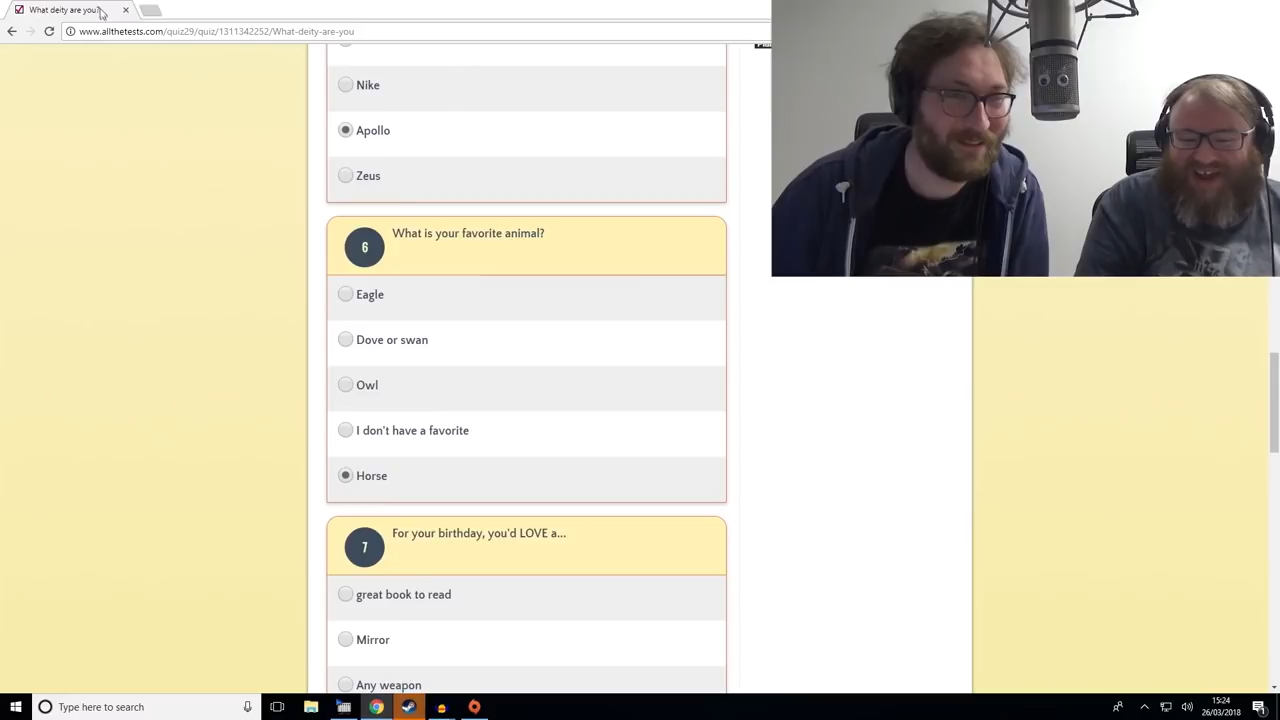 What deity are you?
www.allthetests.com/quiz29/quiz/1311342252/What-deity-are-you
Nike
Apollo
Zeus
6 What is your favorite animal?
Eagle
Dove or swan
Owl
I don't have a favorite
Horse
7 For your birthday, you'd LOVE a...
great book to read
Mirror
Any weapon
Type here to search
15:24
26/03/2018